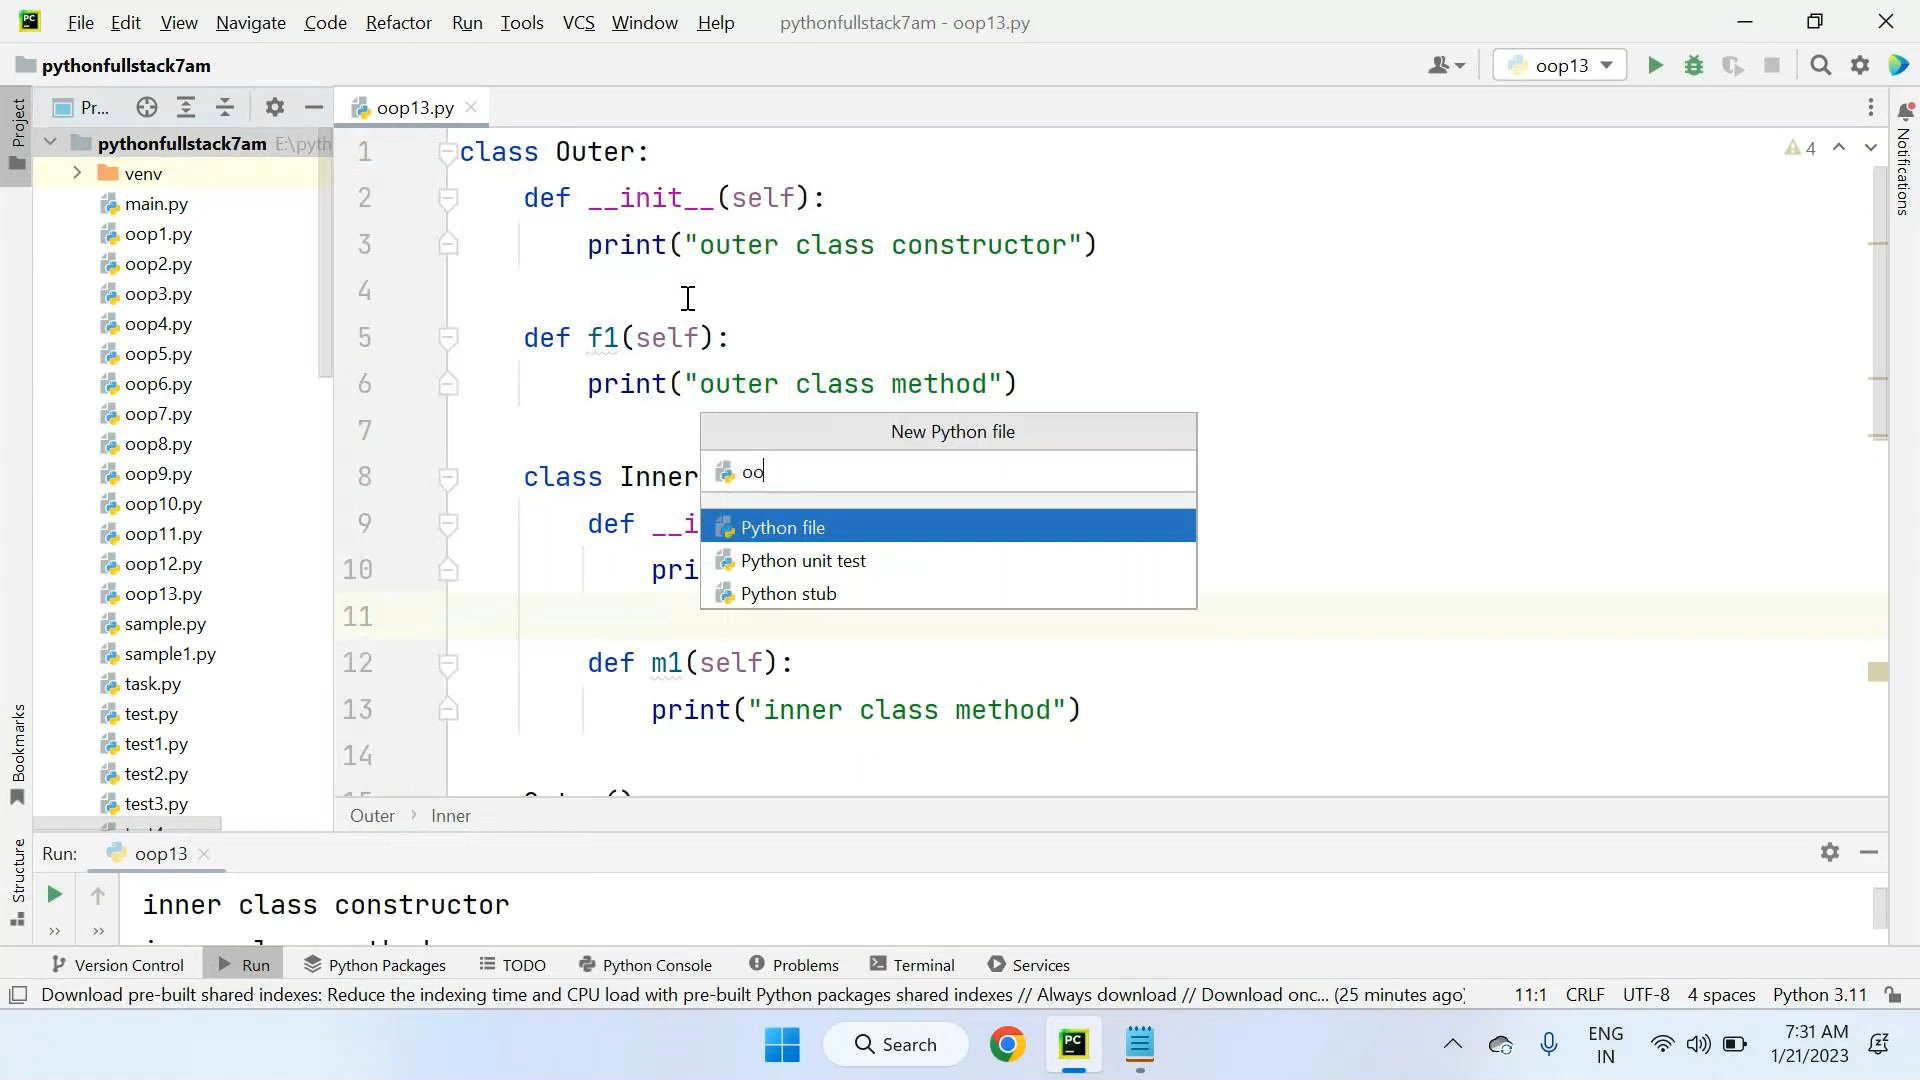 File Edit View Navigate Code Refactor Run Tools VCS Window Help pythonfullstack7am - oop13.py
pythonfullstack7am
oop13
Project
Pr...
oop13.py
pythonfullstack7am E:\pyth
venv
main.py
oop1.py
oop2.py
oop3.py
oop4.py
oop5.py
oop6.py
oop7.py
oop8.py
oop9.py
oop10.py
oop11.py
oop12.py
oop13.py
sample.py
sample1.py
task.py
test.py
test1.py
test2.py
test3.py
1 class Outer:
2 def __init__(self):
3 print("outer class constructor")
4
5 def f1(self):
6 print("outer class method")
7
8 class Inner
9 def __i
10 pri
11
12 def m1(self):
13 print("inner class method")
14
4
Notifications
New Python file
oo
Python file
Python unit test
Python stub
Outer Inner
Bookmarks
Structure
Run: oop13
inner class constructor
Version Control Run Python Packages TODO Python Console Problems Terminal Services
Download pre-built shared indexes: Reduce the indexing time and CPU load with pre-built Python packages shared indexes // Always download // Download onc... (25 minutes ago) 11:1 CRLF UTF-8 4 spaces Python 3.11
Search
ENG
IN
7:31 AM
1/21/2023